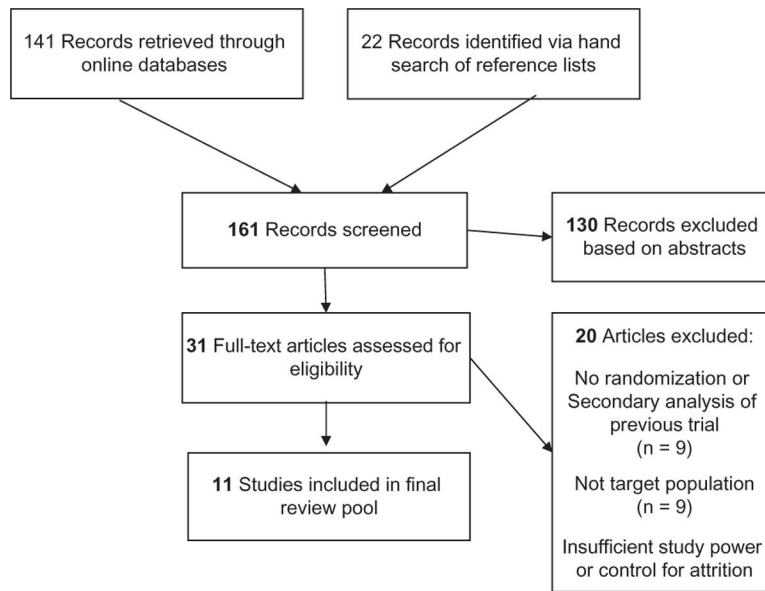 141 Records retrieved through
online databases
22 Records identified via hand
search of reference lists
161 Records screened
130 Records excluded
based on abstracts
31 Full-text articles assessed for
eligibility
20 Articles excluded:
No randomization or
Secondary analysis of
previous trial
(n = 9)
Not target population
(n = 9)
Insufficient study power
or control for attrition
11 Studies included in final
review pool